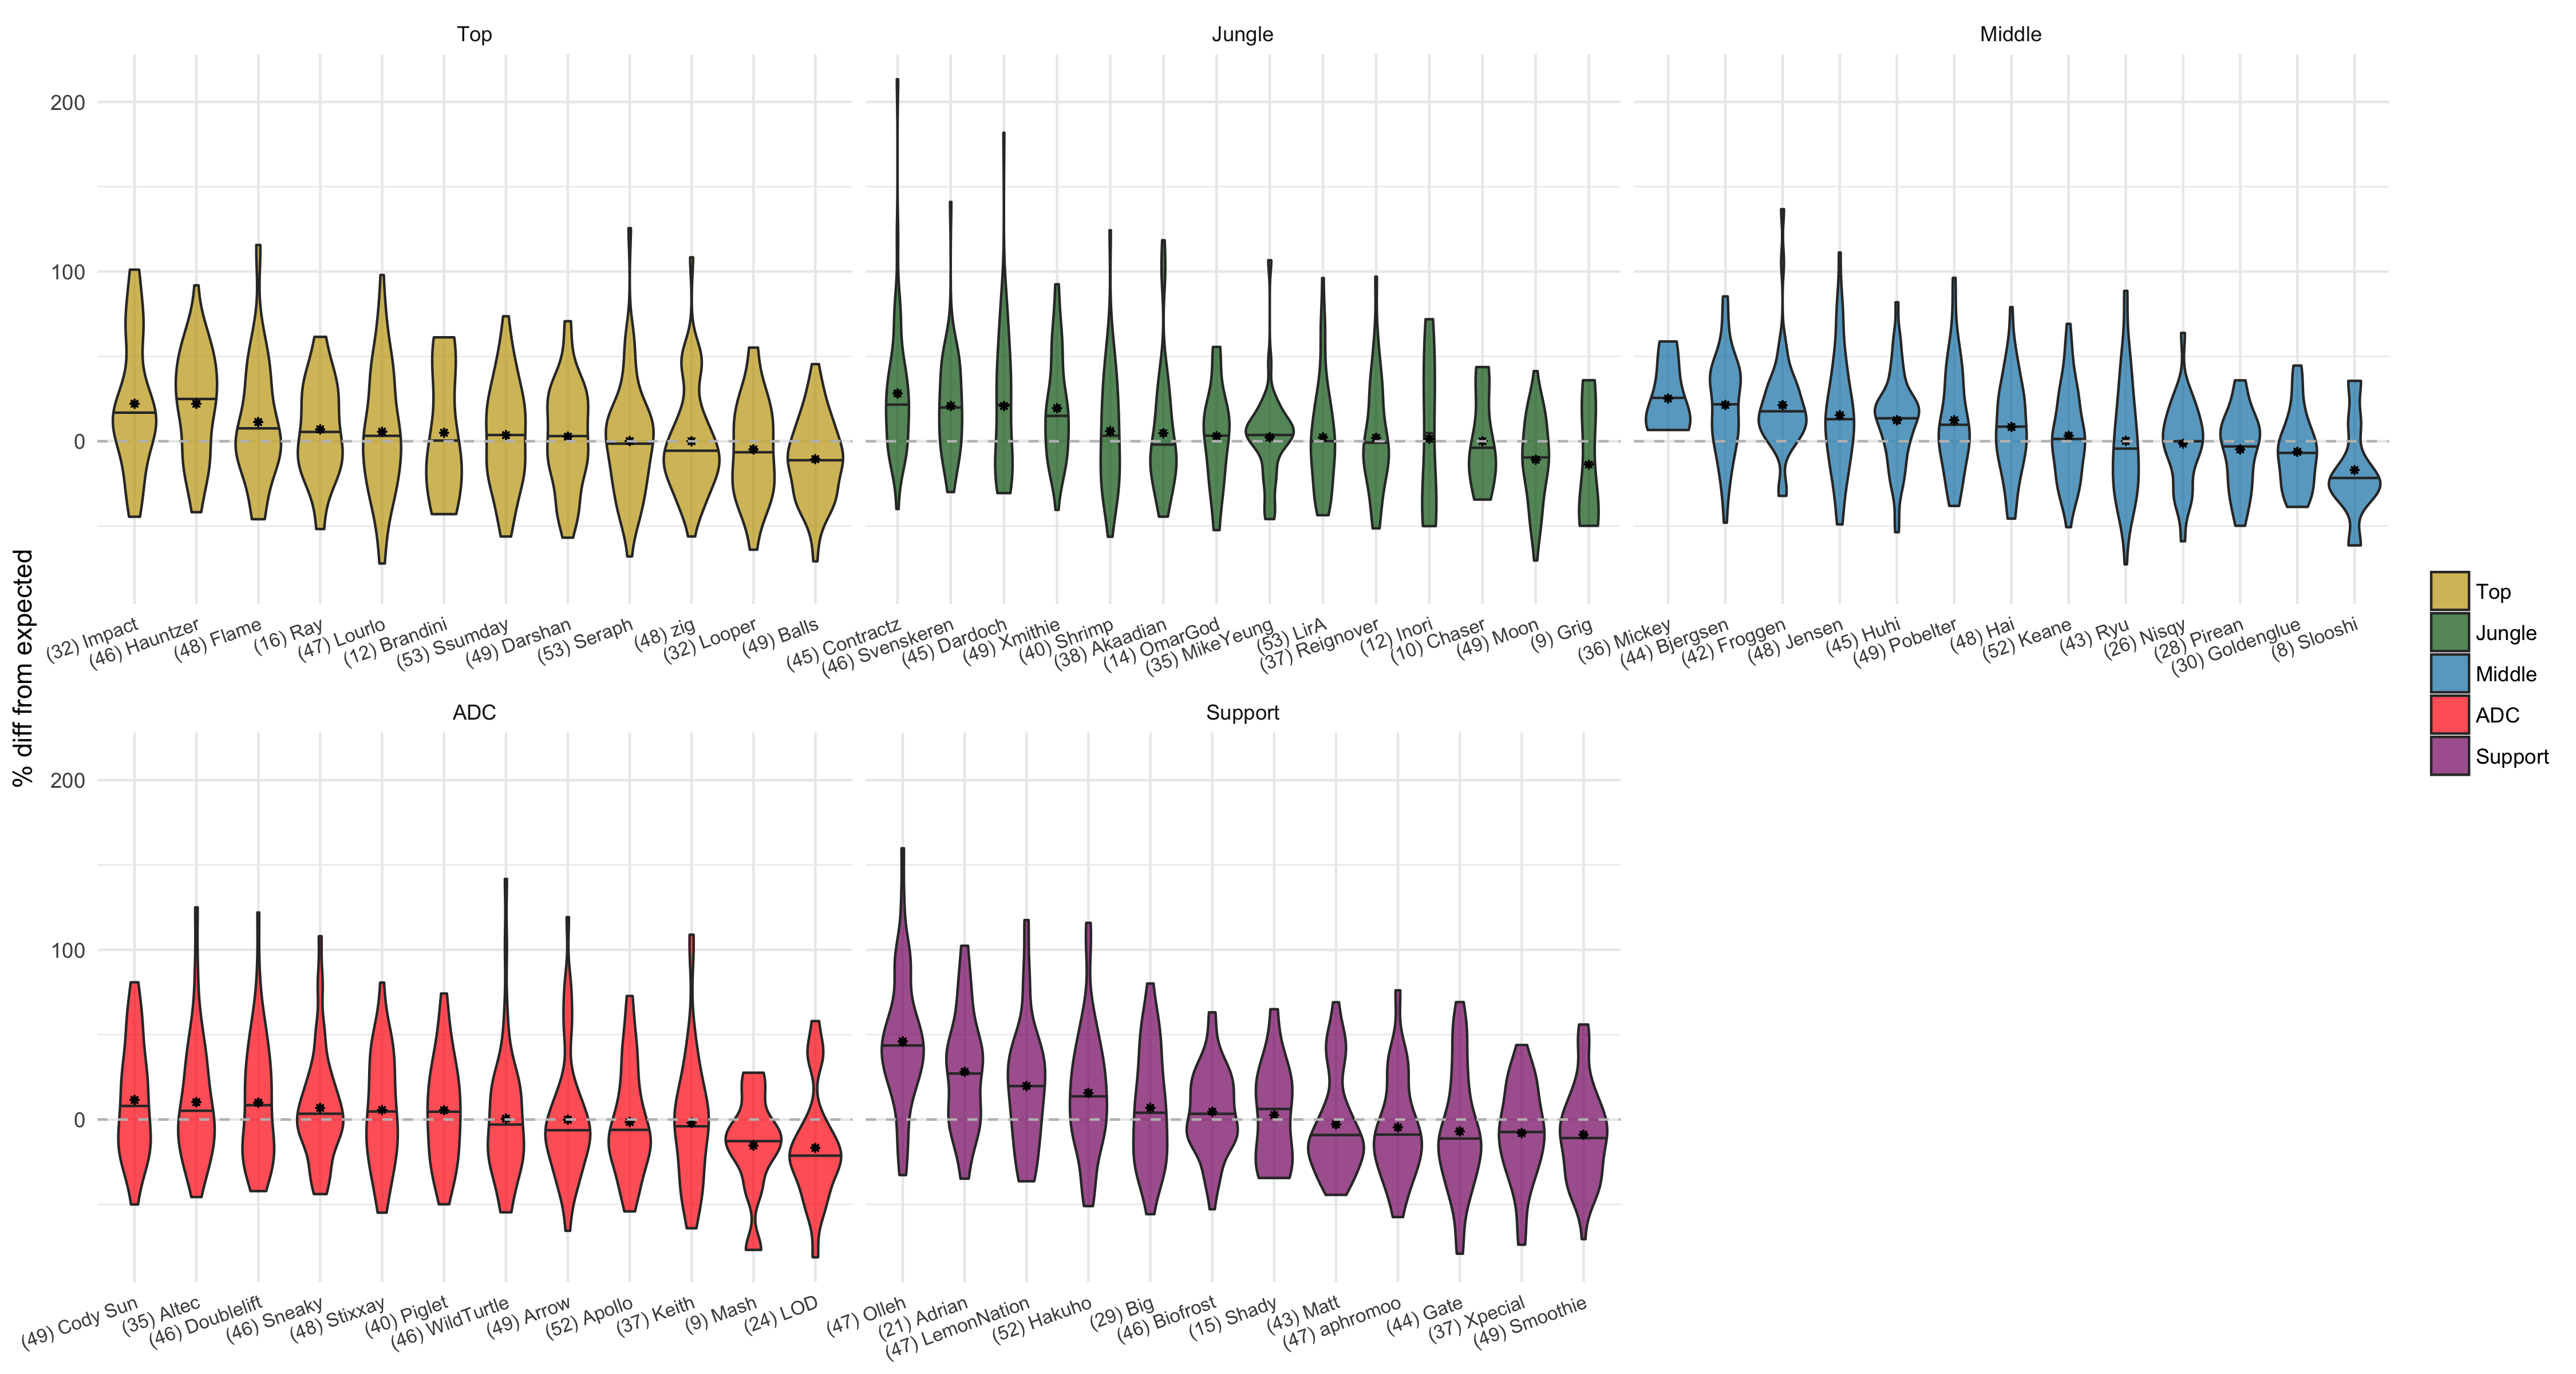 Top
Jungle
Middle
200
100
0
(32) Impact
(46) Hauntzer
(48) Flame
(16) Ray
(47) Lourlo
(12) Brandini
(53) Ssumday
(49) Darshan
(53) Seraph
(48) zig
(32) Looper
(49) Balls
(45) Contractz
(46) Svenskeren
(45) Dardoch
(49) Xmithie
(40) Shrimp
(38) Akaadian
(14) OmarGod
(35) MikeYeung
(53) LirA
(37) Reignover
(12) Inori
(10) Chaser
(49) Moon
(9) Grig
(36) Mickey
(44) Bjergsen
(42) Froggen
(48) Jensen
(45) Huhi
(49) Pobelter
(48) Hai
(52) Keane
(43) Ryu
(26) Nisqy
(28) Pirean
(30) Goldenglue
(8) Slooshi
% diff from expected
ADC
Support
200
100
0
(49) Cody Sun
(35) Altec
(46) Doublelift
(46) Sneaky
(48) Stixxay
(40) Piglet
(46) WildTurtle
(49) Arrow
(52) Apollo
(37) Keith
(9) Mash
(24) LOD
(47) Olleh
(21) Adrian
(47) LemonNation
(52) Hakuho
(29) Big
(46) Biofrost
(15) Shady
(43) Matt
(47) aphromoo
(44) Gate
(37) Xpecial
(49) Smoothie
Top
Jungle
Middle
ADC
Support